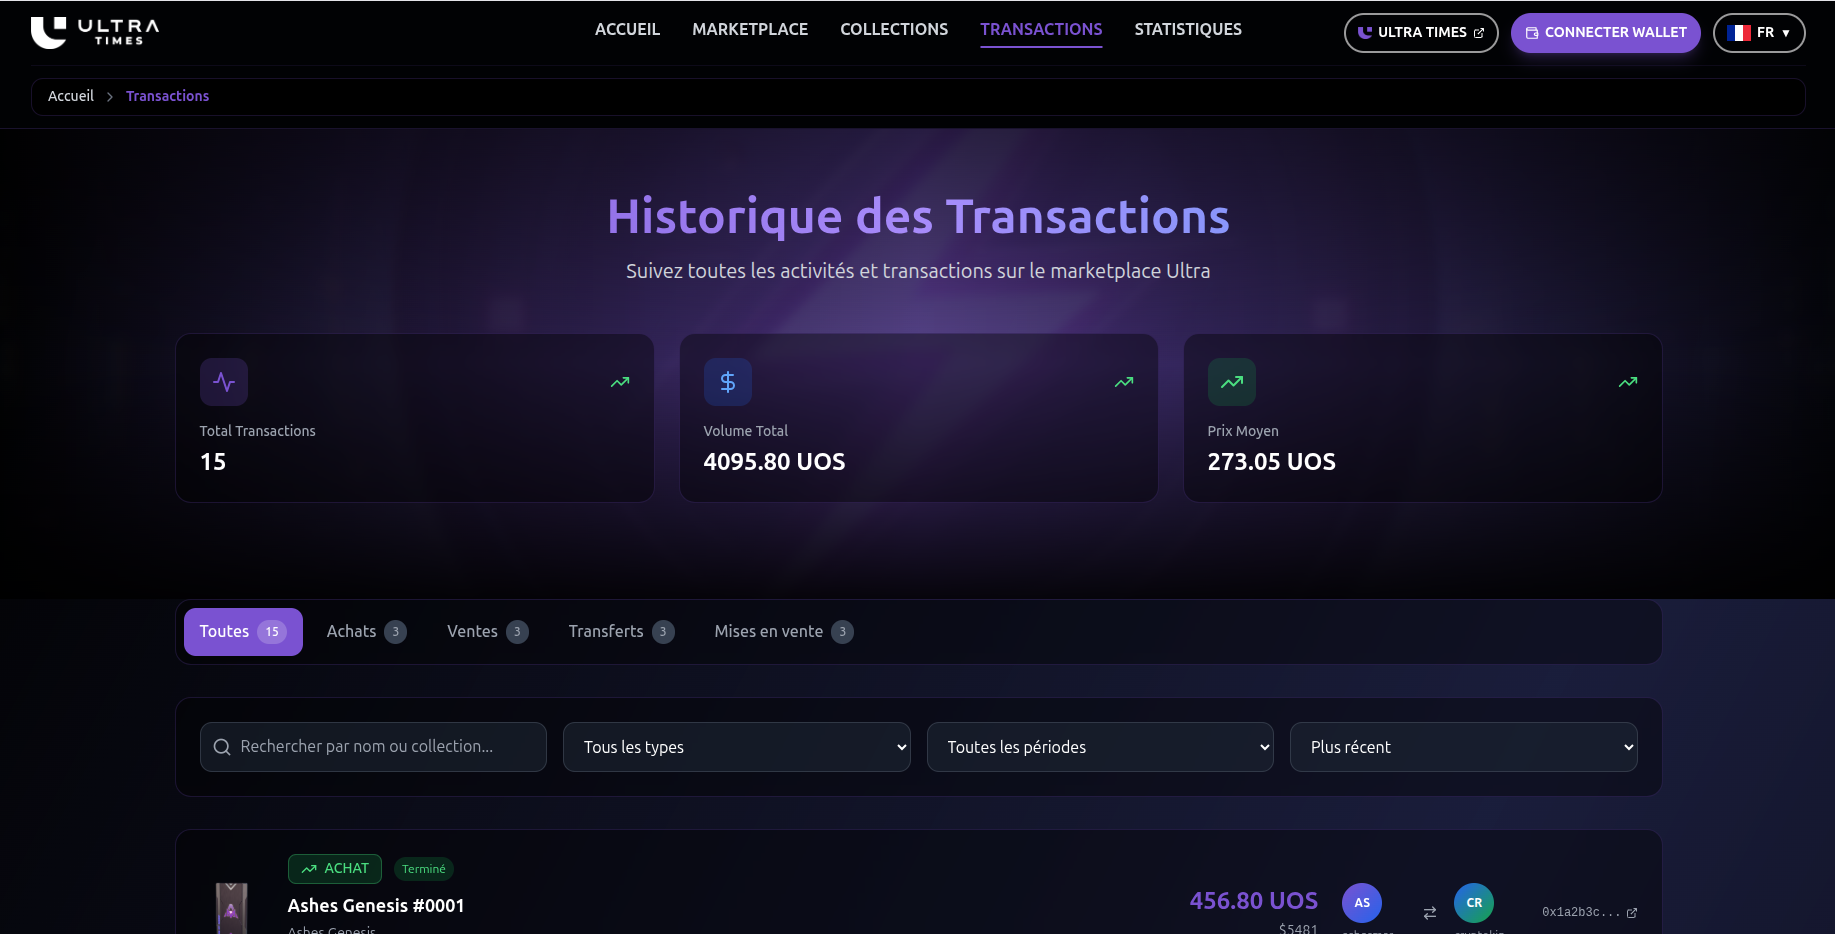 ULTRA TIMES
ACCUEIL MARKETPLACE COLLECTIONS TRANSACTIONS STATISTIQUES
ULTRA TIMES CONNECTER WALLET FR
Accueil Transactions
Historique des Transactions
Suivez toutes les activités et transactions sur le marketplace Ultra
Total Transactions
15
Volume Total
4095.80 UOS
Prix Moyen
273.05 UOS
Toutes 15 Achats 3 Ventes 3 Transferts 3 Mises en vente 3
Rechercher par nom ou collection... Tous les types Toutes les périodes Plus récent
ACHAT Terminé
Ashes Genesis #0001
Ashes Genesis
456.80 UOS
$5481
AS CR
0x1a2b3c...